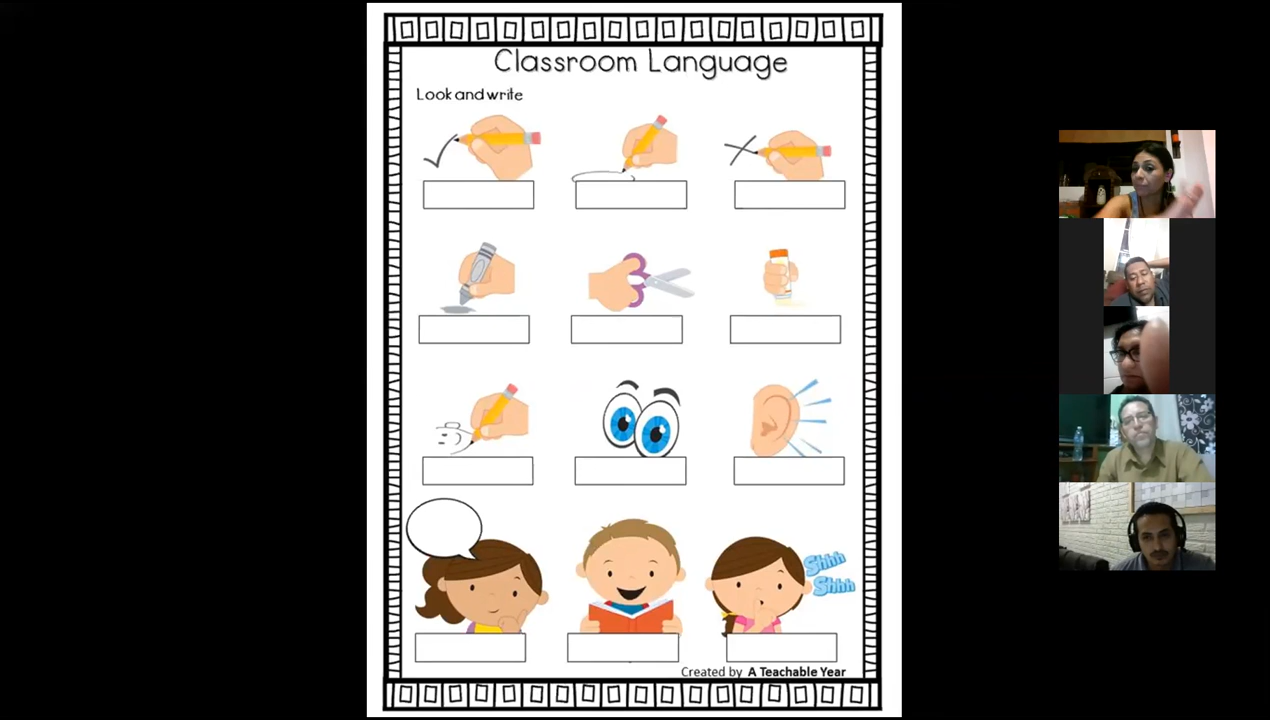 Classroom Language
Look and write
Shhh
Shhh
Created by A Teachable Year